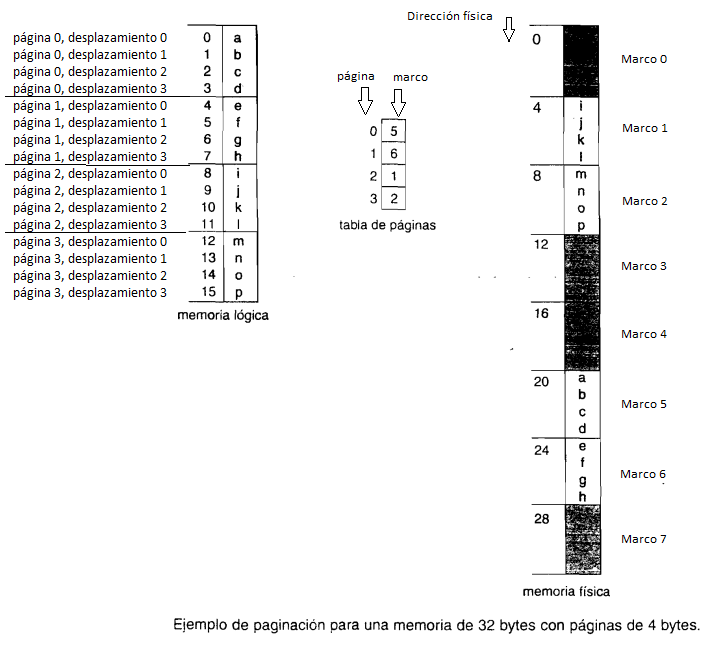 Dirección física
página 0, desplazamiento 0 0 a
página 0, desplazamiento 1 1 b
página 0, desplazamiento 2 2 c
página 0, desplazamiento 3 3 d
página 1, desplazamiento 0 4 e
página 1, desplazamiento 1 5 f
página 1, desplazamiento 2 6 g
página 1, desplazamiento 3 7 h
página 2, desplazamiento 0 8 i
página 2, desplazamiento 1 9 j
página 2, desplazamiento 2 10 k
página 2, desplazamiento 3 11 l
página 3, desplazamiento 0 12 m
página 3, desplazamiento 1 13 n
página 3, desplazamiento 2 14 o
página 3, desplazamiento 3 15 p
memoria lógica
página marco
0 5
1 6
2 1
3 2
tabla de páginas
0 Marco 0
4 i
j Marco 1
k
l
8 m
n Marco 2
o
p
12 Marco 3
16 Marco 4
20 a
b
c Marco 5
d
24 e
f
g Marco 6
h
28 Marco 7
memoria física
Ejemplo de paginación para una memoria de 32 bytes con páginas de 4 bytes.